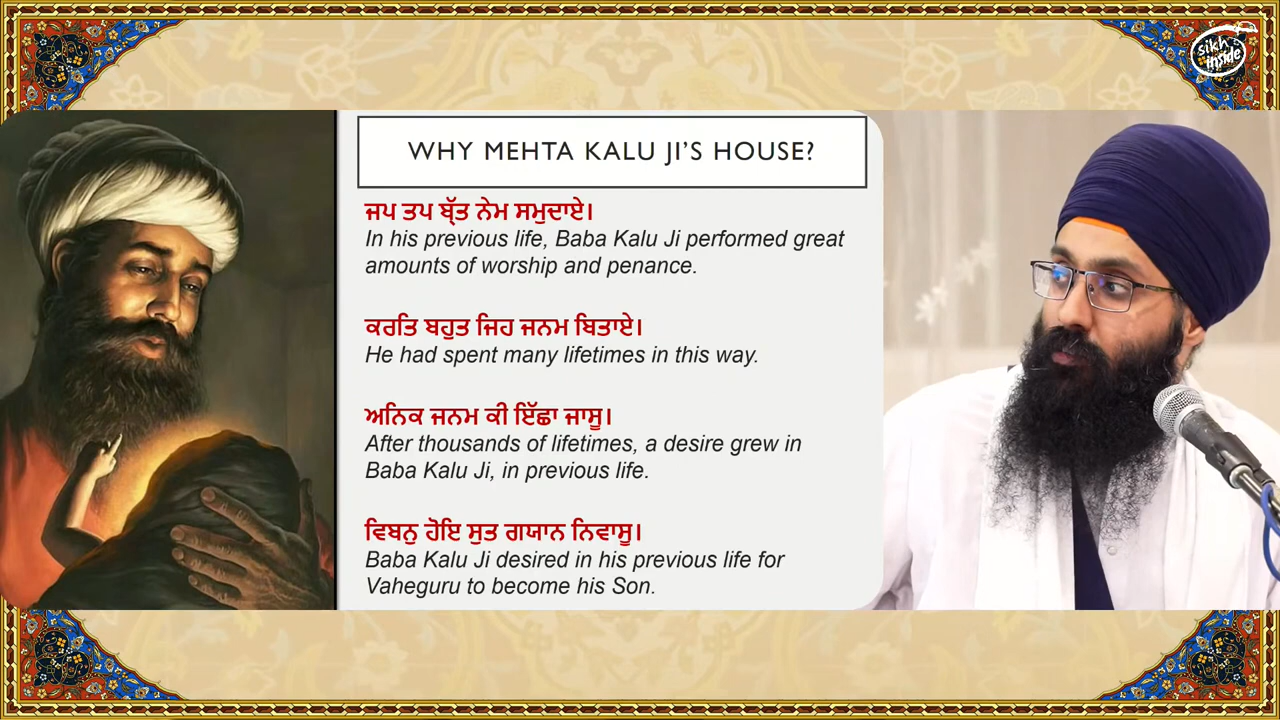 sikh
inside
WHY MEHTA KALU JI'S HOUSE?
ਜਪ ਤਪ ਬ੍ਰੱਤ ਨੇਮ ਸਮੁਦਾਏ।
In his previous life, Baba Kalu Ji performed great
amounts of worship and penance.
ਕਰਤਿ ਬਹੁਤ ਜਿਹ ਜਨਮ ਬਿਤਾਏ।
He had spent many lifetimes in this way.
ਅਨਿਕ ਜਨਮ ਕੀ ਇੱਛਾ ਜਾਸੂ।
After thousands of lifetimes, a desire grew in
Baba Kalu Ji, in previous life.
ਵਿਬਨੁ ਹੋਇ ਸੁਤ ਗਯਾਨ ਨਿਵਾਸੂ।
Baba Kalu Ji desired in his previous life for
Vaheguru to become his Son.